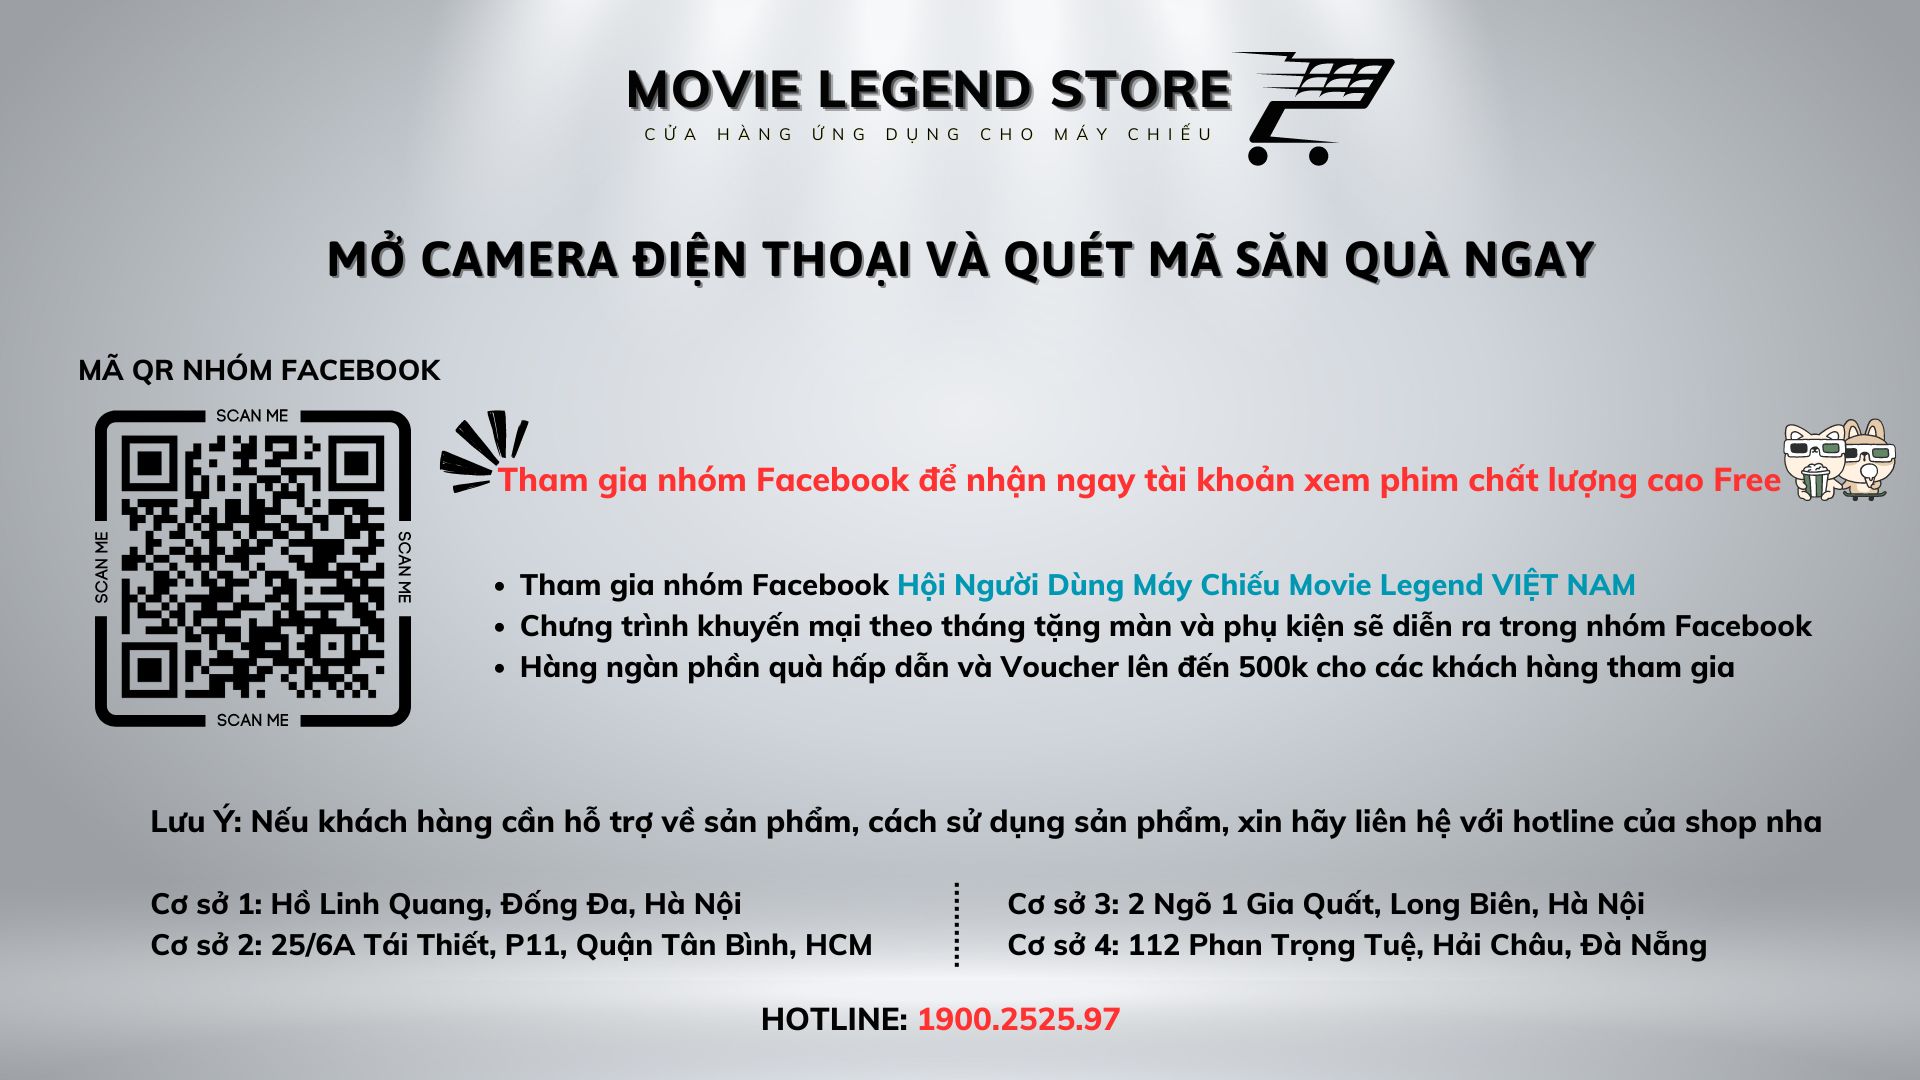 MOVIE LEGEND STORE
CỬA HÀNG ỨNG DỤNG CHO MÁY CHIẾU
MỞ CAMERA ĐIỆN THOẠI VÀ QUÉT MÃ SĂN QUÀ NGAY
MÃ QR NHÓM FACEBOOK
SCAN ME
SCAN ME
SCAN ME
SCAN ME
Tham gia nhóm Facebook để nhận ngay tài khoản xem phim chất lượng cao Free
• Tham gia nhóm Facebook Hội Người Dùng Máy Chiếu Movie Legend VIỆT NAM
• Chưng trình khuyến mại theo tháng tặng màn và phụ kiện sẽ diễn ra trong nhóm Facebook
• Hàng ngàn phần quà hấp dẫn và Voucher lên đến 500k cho các khách hàng tham gia
Lưu Ý: Nếu khách hàng cần hỗ trợ về sản phẩm, cách sử dụng sản phẩm, xin hãy liên hệ với hotline của shop nha
Cơ sở 1: Hồ Linh Quang, Đống Đa, Hà Nội
Cơ sở 2: 25/6A Tái Thiết, P11, Quận Tân Bình, HCM
Cơ sở 3: 2 Ngõ 1 Gia Quất, Long Biên, Hà Nội
Cơ sở 4: 112 Phan Trọng Tuệ, Hải Châu, Đà Nẵng
HOTLINE: 1900.2525.97